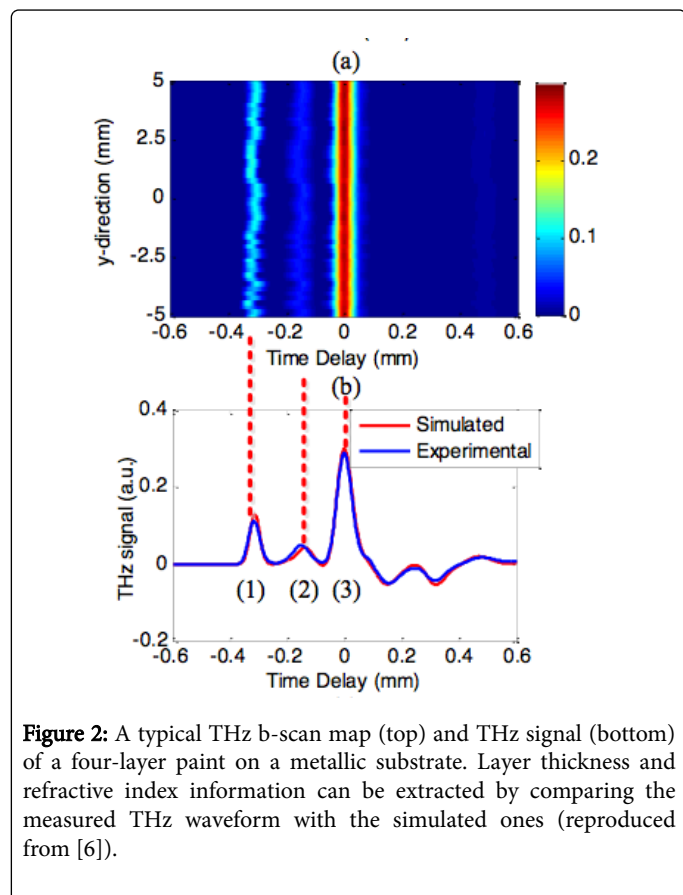 (a)
5
2.5
0
-2.5
-5
y-direction (mm)
0.2
0.1
0
-0.6 -0.4 -0.2 0 0.2 0.4 0.6
Time Delay (mm)
(b)
0.4
0.2
0
-0.2
THz signal (a.u.)
Simulated
Experimental
(1) (2) (3)
-0.6 -0.4 -0.2 0 0.2 0.4 0.6
Time Delay (mm)
Figure 2: A typical THz b-scan map (top) and THz signal (bottom)
of a four-layer paint on a metallic substrate. Layer thickness and
refractive index information can be extracted by comparing the
measured THz waveform with the simulated ones (reproduced
from [6]).